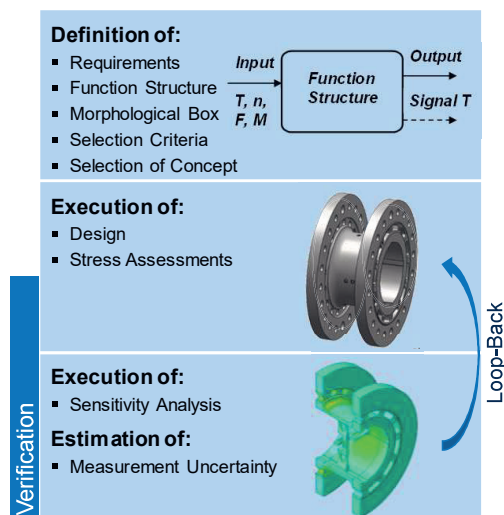 Definition of:
▪ Requirements
▪ Function Structure
▪ Morphological Box
▪ Selection Criteria
▪ Selection of Concept
Input
T, n,
F, M
Function
Structure
Output
Signal T
Execution of:
▪ Design
▪ Stress Assessments
Execution of:
▪ Sensitivity Analysis
Estimation of:
▪ Measurement Uncertainty
Verification
Loop-Back